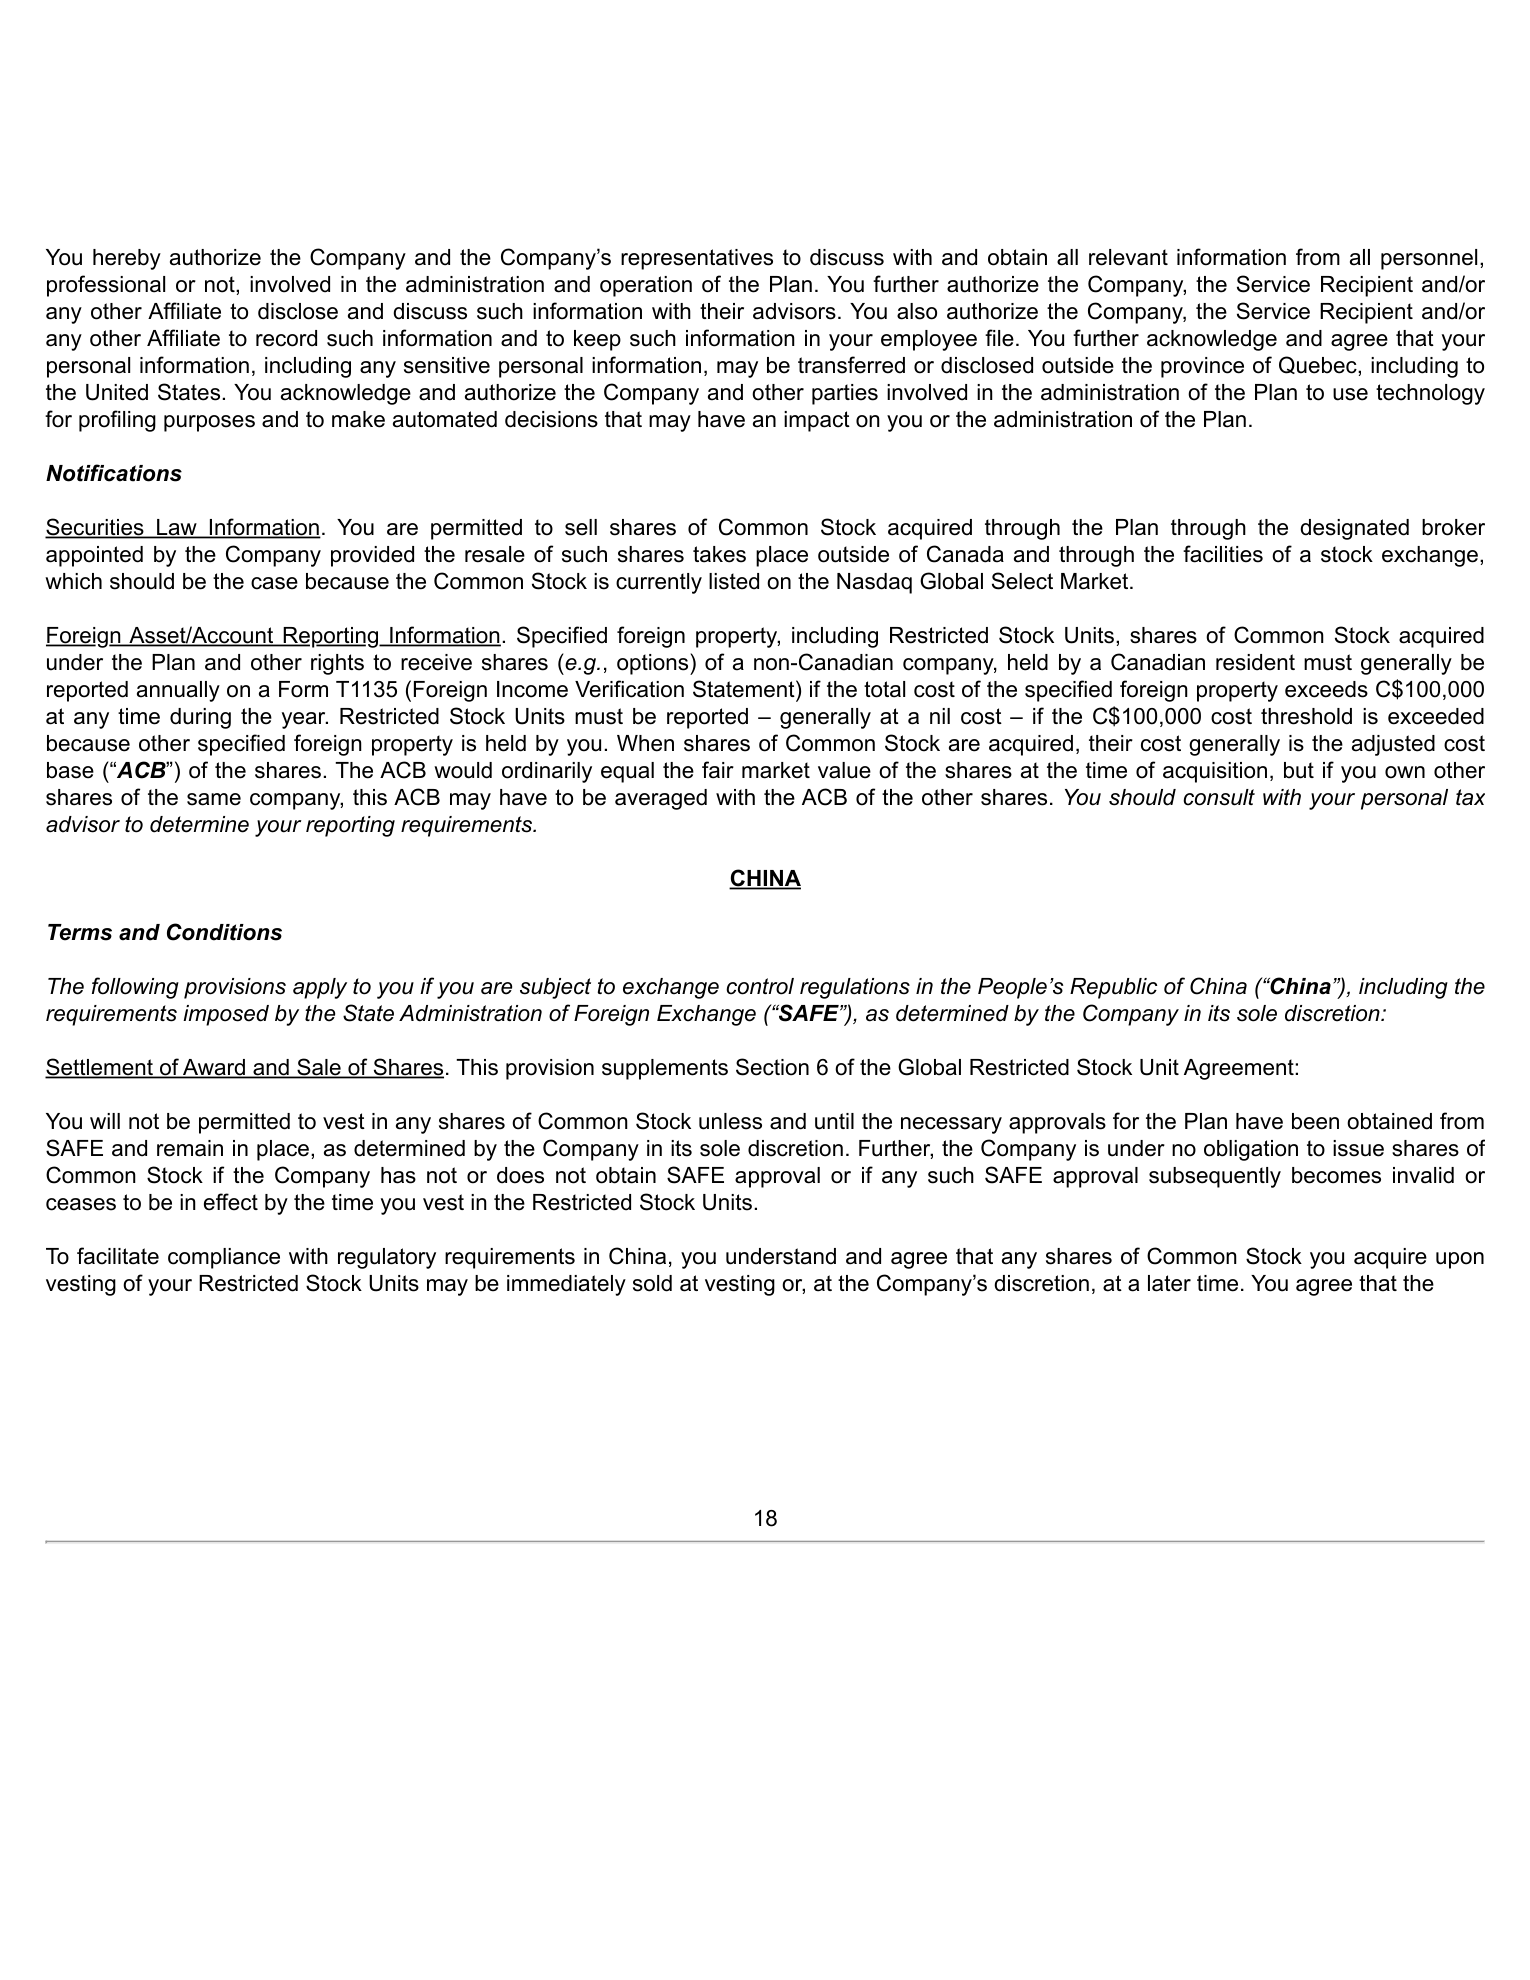 You hereby authorize the Company and the Company’s representatives to discuss with and obtain all relevant information from all personnel,
professional or not, involved in the administration and operation of the Plan. You further authorize the Company, the Service Recipient and/or
any other Affiliate to disclose and discuss such information with their advisors. You also authorize the Company, the Service Recipient and/or
any other Affiliate to record such information and to keep such information in your employee file. You further acknowledge and agree that your
personal information, including any sensitive personal information, may be transferred or disclosed outside the province of Quebec, including to
the United States. You acknowledge and authorize the Company and other parties involved in the administration of the Plan to use technology
for profiling purposes and to make automated decisions that may have an impact on you or the administration of the Plan.
Notifications
Securities Law Information. You are permitted to sell shares of Common Stock acquired through the Plan through the designated broker
appointed by the Company provided the resale of such shares takes place outside of Canada and through the facilities of a stock exchange,
which should be the case because the Common Stock is currently listed on the Nasdaq Global Select Market.
Foreign Asset/Account Reporting Information. Specified foreign property, including Restricted Stock Units, shares of Common Stock acquired
under the Plan and other rights to receive shares (e.g., options) of a non-Canadian company, held by a Canadian resident must generally be
reported annually on a Form T1135 (Foreign Income Verification Statement) if the total cost of the specified foreign property exceeds C$100,000
at any time during the year. Restricted Stock Units must be reported – generally at a nil cost – if the C$100,000 cost threshold is exceeded
because other specified foreign property is held by you. When shares of Common Stock are acquired, their cost generally is the adjusted cost
base (“ACB”) of the shares. The ACB would ordinarily equal the fair market value of the shares at the time of acquisition, but if you own other
shares of the same company, this ACB may have to be averaged with the ACB of the other shares. You should consult with your personal tax
advisor to determine your reporting requirements.
CHINA
Terms and Conditions
The following provisions apply to you if you are subject to exchange control regulations in the People’s Republic of China (“China”), including the
requirements imposed by the State Administration of Foreign Exchange (“SAFE”), as determined by the Company in its sole discretion:
Settlement of Award and Sale of Shares. This provision supplements Section 6 of the Global Restricted Stock Unit Agreement:
You will not be permitted to vest in any shares of Common Stock unless and until the necessary approvals for the Plan have been obtained from
SAFE and remain in place, as determined by the Company in its sole discretion. Further, the Company is under no obligation to issue shares of
Common Stock if the Company has not or does not obtain SAFE approval or if any such SAFE approval subsequently becomes invalid or
ceases to be in effect by the time you vest in the Restricted Stock Units.
To facilitate compliance with regulatory requirements in China, you understand and agree that any shares of Common Stock you acquire upon
vesting of your Restricted Stock Units may be immediately sold at vesting or, at the Company’s discretion, at a later time. You agree that the
18